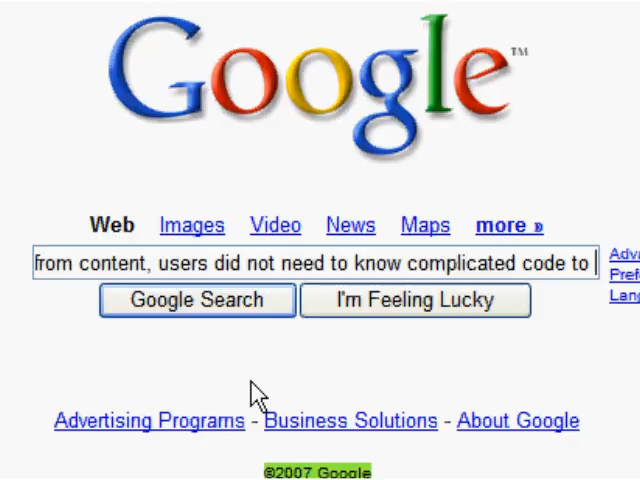 Google™
Web Images Video News Maps more »
from content, users did not need to know complicated code to
Google Search I'm Feeling Lucky
Advertising Programs - Business Solutions - About Google
©2007 Google